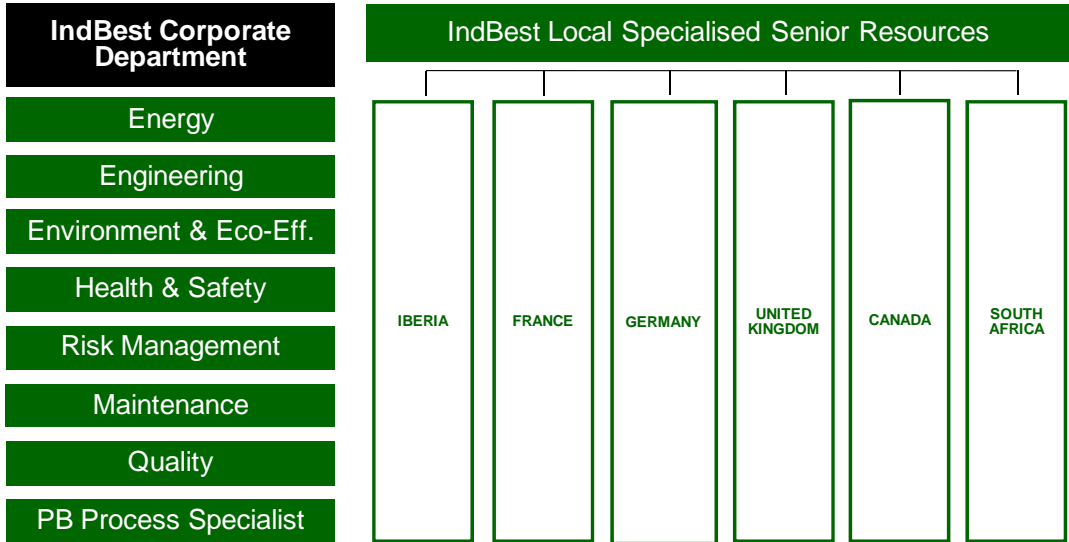 IndBest Corporate
Department
Energy
Engineering
Environment & Eco-Eff.
Health & Safety
Risk Management
Maintenance
Quality
PB Process Specialist
IndBest Local Specialised Senior Resources
IBERIA
FRANCE
GERMANY
UNITED
KINGDOM
CANADA
SOUTH
AFRICA